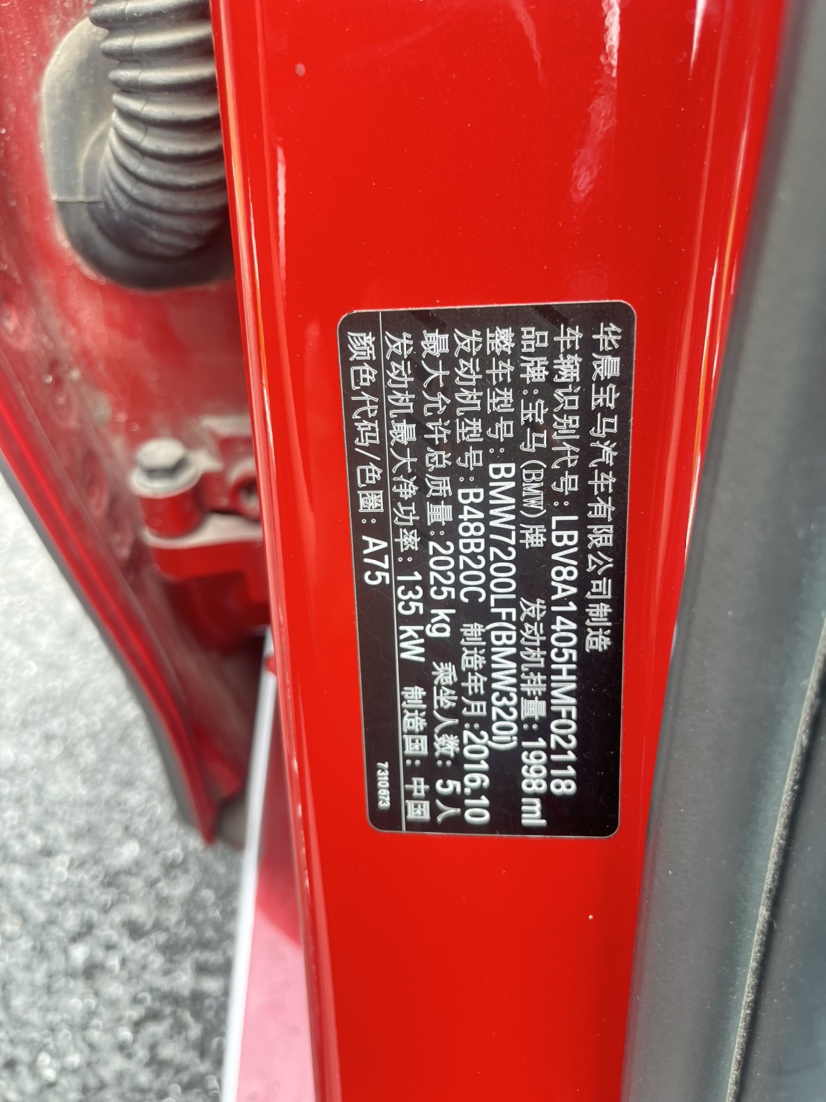 华晨宝马汽车有限公司制造
车辆识别代号:LBV8A1405HMF02118
品牌:宝马(BMW)牌 发动机排量:1998 ml
整车型号:BMW7200LF(BMW320i)
发动机型号:B48B20C 制造年月:2016.10
最大允许总质量:2025 kg 乘坐人数:5人
发动机最大净功率:135 kW 制造国:中国
颜色代码/色圈:A75 7310673